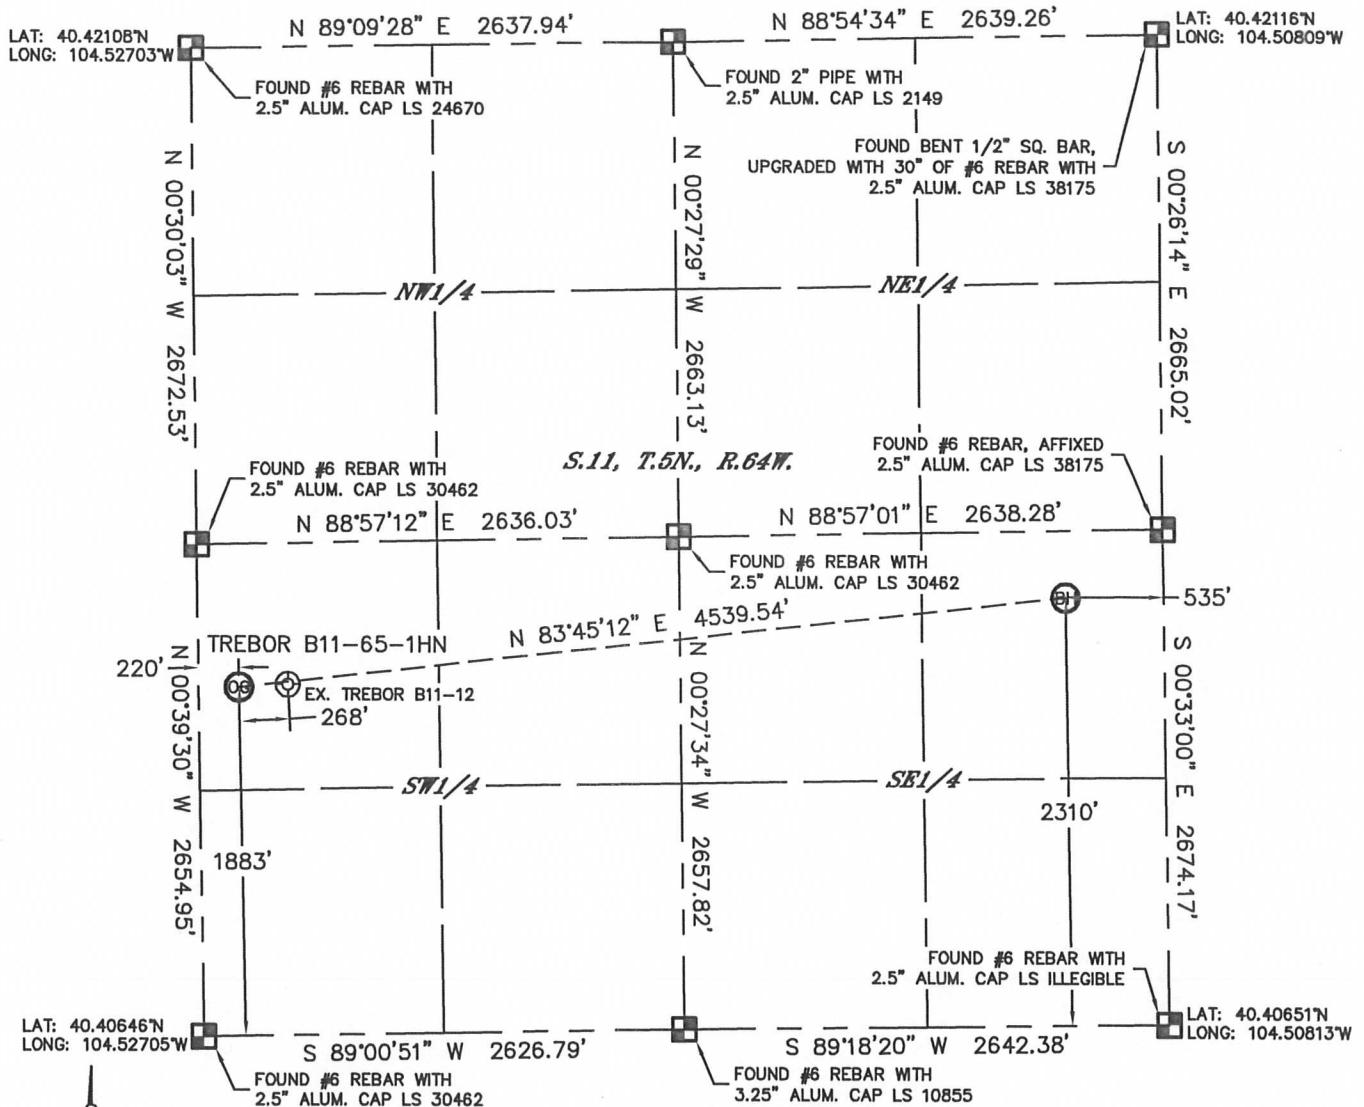 N 89°09'28" E 2637.94'
N 88°54'34" E 2639.26'
LAT: 40.42108°N
LONG: 104.52703°W
LAT: 40.42116°N
LONG: 104.50809°W
FOUND #6 REBAR WITH
2.5" ALUM. CAP LS 24670
FOUND 2" PIPE WITH
2.5" ALUM. CAP LS 2149
FOUND BENT 1/2" SQ. BAR,
UPGRADED WITH 30" OF #6 REBAR WITH
2.5" ALUM. CAP LS 38175
N 00°30'03" W 2672.53'
N 00°27'29" W 2663.13'
S 00°26'14" E 2665.02'
NW1/4
NE1/4
S.11, T.5N., R.64W.
FOUND #6 REBAR WITH
2.5" ALUM. CAP LS 30462
FOUND #6 REBAR, AFFIXED
2.5" ALUM. CAP LS 38175
N 88°57'12" E 2636.03'
N 88°57'01" E 2638.28'
FOUND #6 REBAR WITH
2.5" ALUM. CAP LS 30462
BH
535'
N 83°45'12" E 4539.54'
TREBOR B11-65-1HN
220'
OG
EX. TREBOR B11-12
268'
N 00°39'30" W 2654.95'
N 00°27'34" W 2657.82'
S 00°33'00" E 2674.17'
SW1/4
SE1/4
2310'
1883'
FOUND #6 REBAR WITH
2.5" ALUM. CAP LS ILLEGIBLE
LAT: 40.40646°N
LONG: 104.52705°W
LAT: 40.40651°N
LONG: 104.50813°W
S 89°00'51" W 2626.79'
S 89°18'20" W 2642.38'
FOUND #6 REBAR WITH
2.5" ALUM. CAP LS 30462
FOUND #6 REBAR WITH
3.25" ALUM. CAP LS 10855